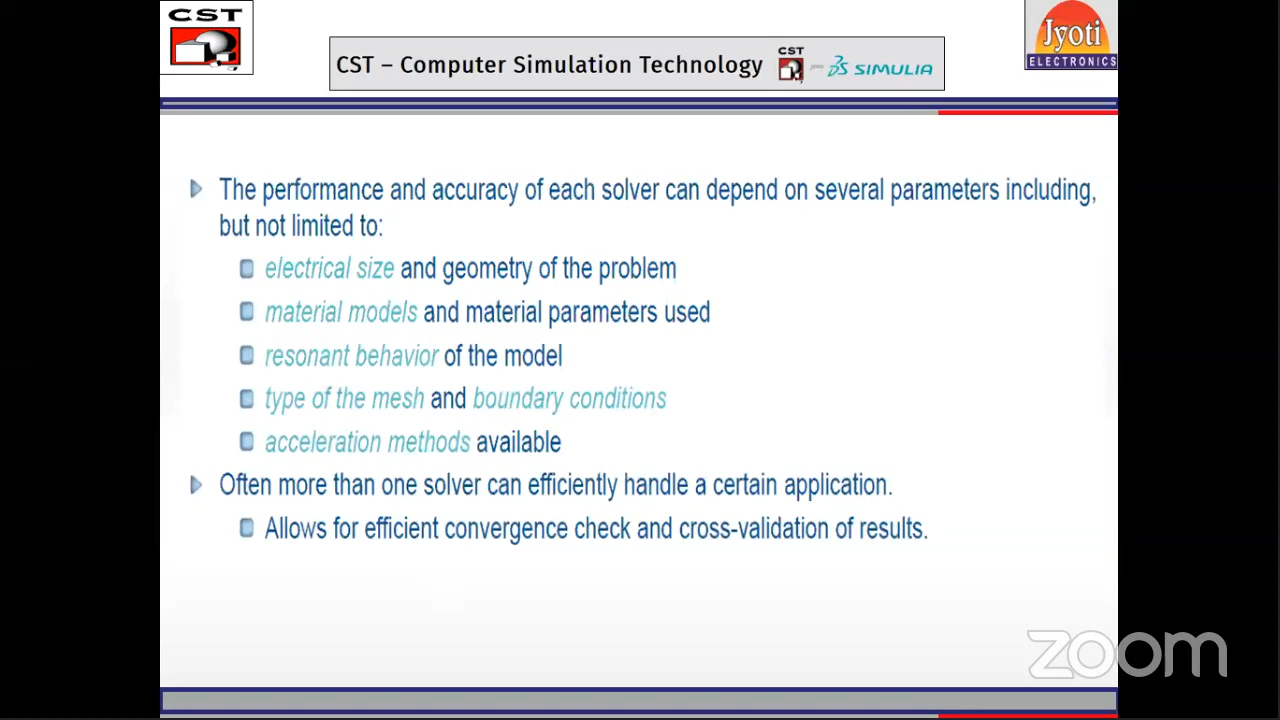 CST
CST – Computer Simulation Technology
CST
SIMULIA
Jyoti
ELECTRONICS
The performance and accuracy of each solver can depend on several parameters including,
but not limited to:
electrical size and geometry of the problem
material models and material parameters used
resonant behavior of the model
type of the mesh and boundary conditions
acceleration methods available
Often more than one solver can efficiently handle a certain application.
Allows for efficient convergence check and cross-validation of results.
zoom